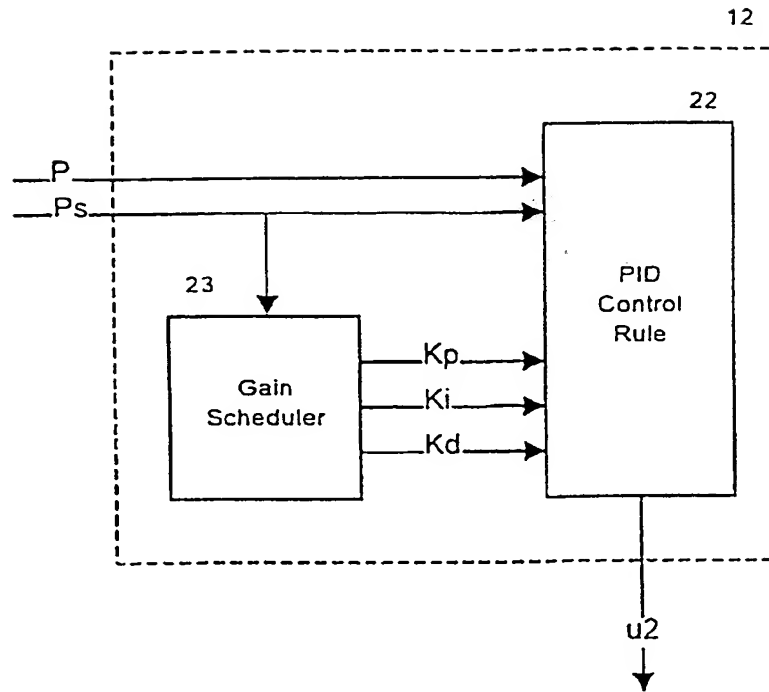 12
22
P
Ps
23
PID
Control
Rule
Gain
Scheduler
Kp
Ki
Kd
u2